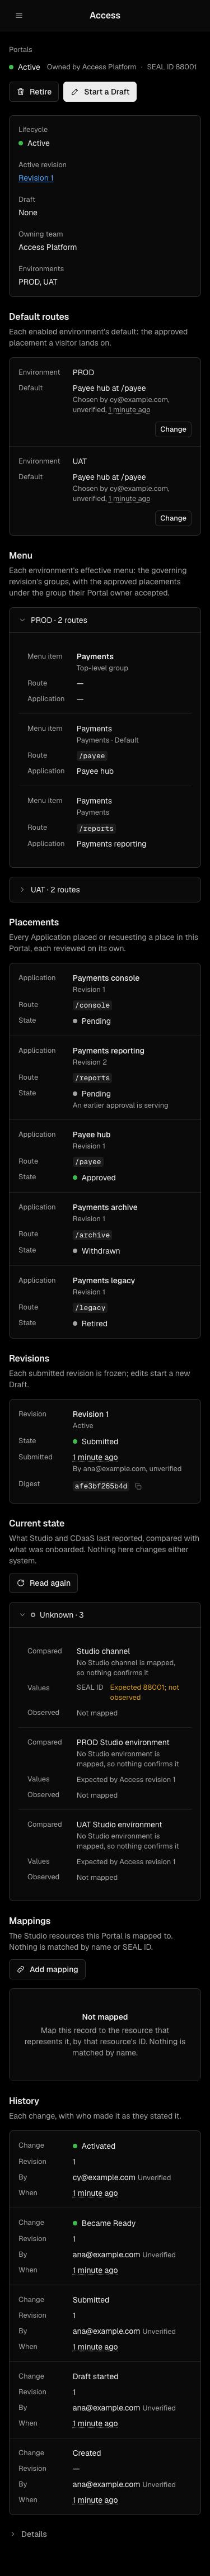 Access
Portals
Active Owned by Access Platform · SEAL ID 88001
Retire Start a Draft
Lifecycle
Active
Active revision
Revision 1
Draft
None
Owning team
Access Platform
Environments
PROD, UAT
Default routes
Each enabled environment's default: the approved
placement a visitor lands on.
Environment PROD
Default Payee hub at /payee
Chosen by cy@example.com,
unverified, 1 minute ago
Change
Environment UAT
Default Payee hub at /payee
Chosen by cy@example.com,
unverified, 1 minute ago
Change
Menu
Each environment's effective menu: the governing
revision's groups, with the approved placements
under the group their Portal owner accepted.
PROD · 2 routes
Menu item Payments
Top-level group
Route —
Application —
Menu item Payments
Payments · Default
Route /payee
Application Payee hub
Menu item Payments
Payments
Route /reports
Application Payments reporting
UAT · 2 routes
Placements
Every Application placed or requesting a place in this
Portal, each reviewed on its own.
Application Payments console
Revision 1
Route /console
State Pending
Application Payments reporting
Revision 2
Route /reports
State Pending
An earlier approval is serving
Application Payee hub
Revision 1
Route /payee
State Approved
Application Payments archive
Revision 1
Route /archive
State Withdrawn
Application Payments legacy
Revision 1
Route /legacy
State Retired
Revisions
Each submitted revision is frozen; edits start a new
Draft.
Revision Revision 1
Active
State Submitted
Submitted 1 minute ago
By ana@example.com, unverified
Digest afe3bf265b4d
Current state
What Studio and CDaaS last reported, compared with
what was onboarded. Nothing here changes either
system.
Read again
Unknown · 3
Compared Studio channel
No Studio channel is mapped,
so nothing confirms it
Values SEAL ID Expected 88001; not
observed
Observed Not mapped
Compared PROD Studio environment
No Studio environment is
mapped, so nothing confirms it
Values Expected by Access revision 1
Observed Not mapped
Compared UAT Studio environment
No Studio environment is
mapped, so nothing confirms it
Values Expected by Access revision 1
Observed Not mapped
Mappings
The Studio resources this Portal is mapped to.
Nothing is matched by name or SEAL ID.
Add mapping
Not mapped
Map this record to the resource that
represents it, by that resource's ID. Nothing is
matched by name.
History
Each change, with who made it as they stated it.
Change Activated
Revision 1
By cy@example.com Unverified
When 1 minute ago
Change Became Ready
Revision 1
By ana@example.com Unverified
When 1 minute ago
Change Submitted
Revision 1
By ana@example.com Unverified
When 1 minute ago
Change Draft started
Revision 1
By ana@example.com Unverified
When 1 minute ago
Change Created
Revision —
By ana@example.com Unverified
When 1 minute ago
Details